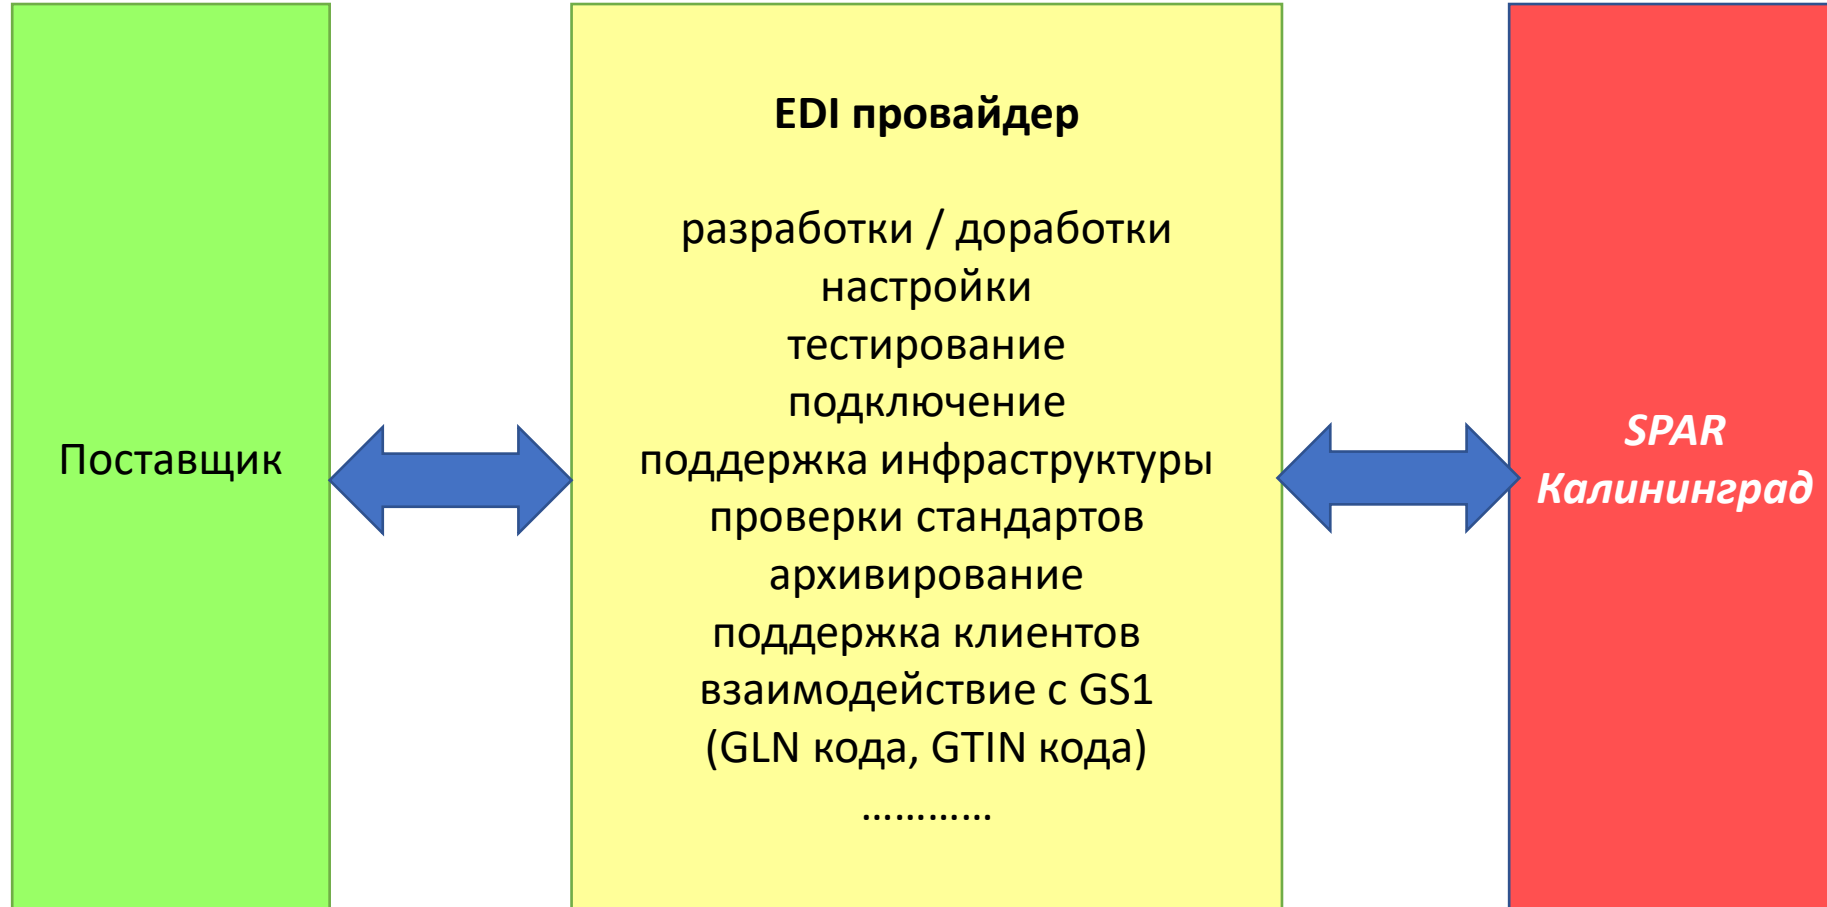 Поставщик
EDI провайдер
разработки / доработки
настройки
тестирование
подключение
поддержка инфраструктуры
проверки стандартов
архивирование
поддержка клиентов
взаимодействие с GS1
(GLN кода, GTIN кода)
…………
SPAR
Калининград